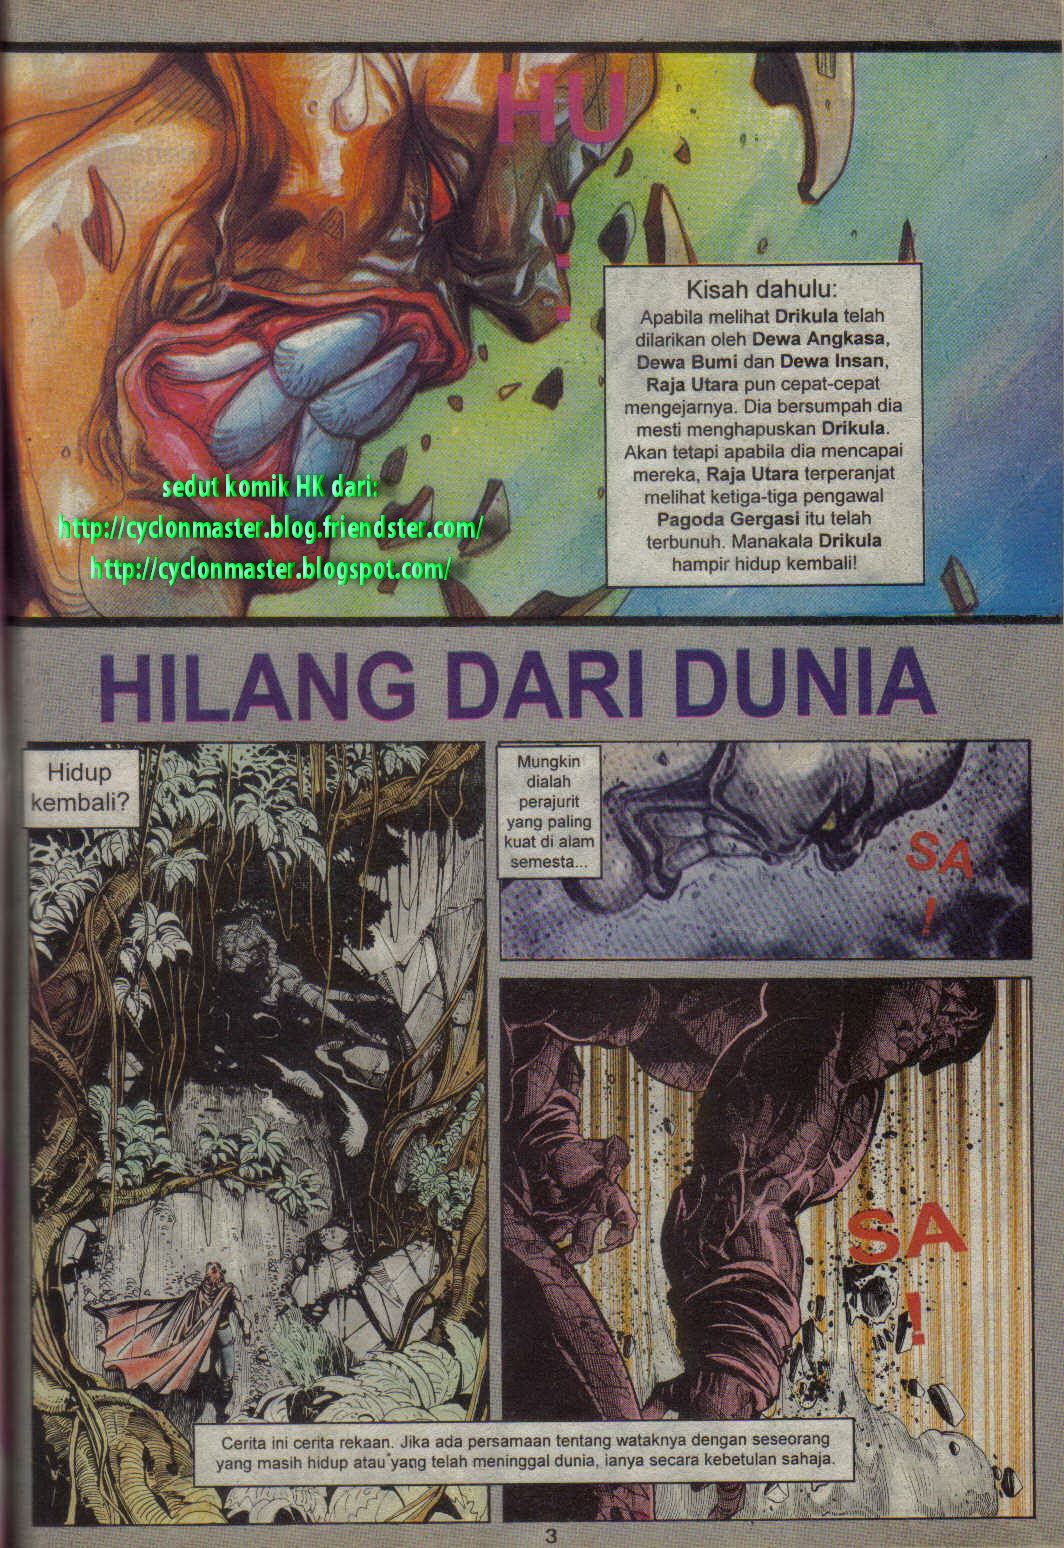 HU
...
Kisah dahulu:
Apabila melihat Drikula telah
dilarikan oleh Dewa Angkasa,
Dewa Bumi dan Dewa Insan,
Raja Utara pun cepat-cepat
mengejarnya. Dia bersumpah dia
mesti menghapuskan Drikula.
Akan tetapi apabila dia mencapai
mereka, Raja Utara terperanjat
melihat ketiga-tiga pengawal
Pagoda Gergasi itu telah
terbunuh. Manakala Drikula
hampir hidup kembali!
sedut komik HK dari:
http://cyclonmaster.blog.friendster.com/
http://cyclonmaster.blogspot.com/
HILANG DARI DUNIA
Hidup
kembali?
Mungkin
dialah
perajurit
yang paling
kuat di alam
semesta...
SA
!
SA
!
Cerita ini cerita rekaan. Jika ada persamaan tentang wataknya dengan seseorang
yang masih hidup atau yang telah meninggal dunia, ianya secara kebetulan sahaja.
3